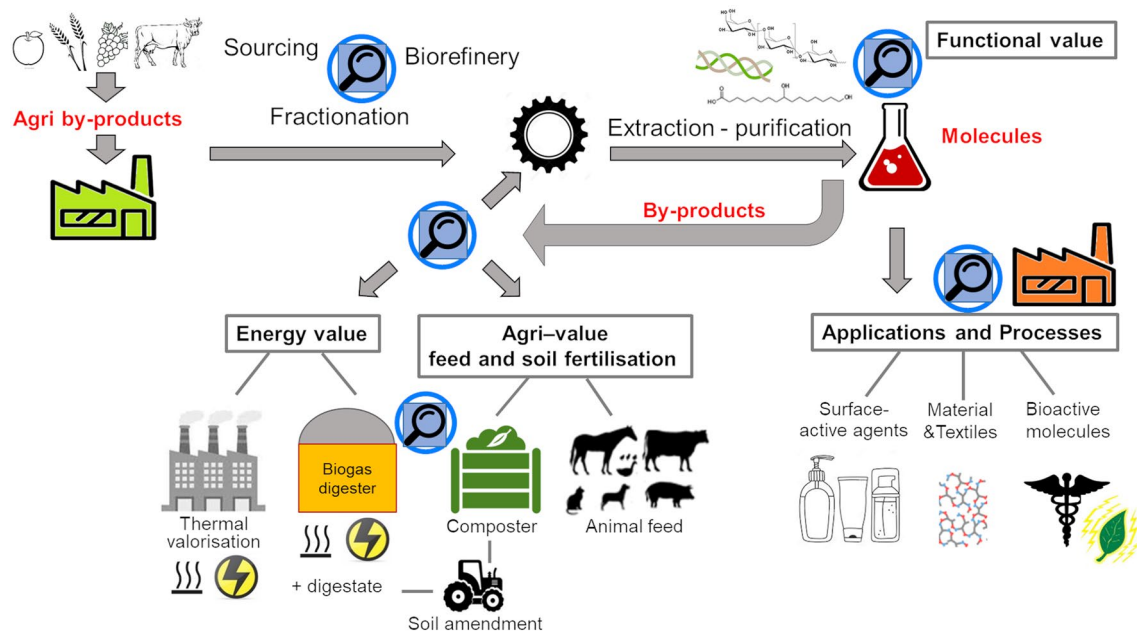 Sourcing
Biorefinery
Functional value
Agri by-products
Fractionation
HO
OH
Extraction - purification
Molecules
By-products
Energy value
Agri–value
feed and soil fertilisation
Applications and Processes
Surface-
active agents
Material
&Textiles
Bioactive
molecules
Biogas
digester
Thermal
valorisation
Composter
Animal feed
+ digestate
Soil amendment